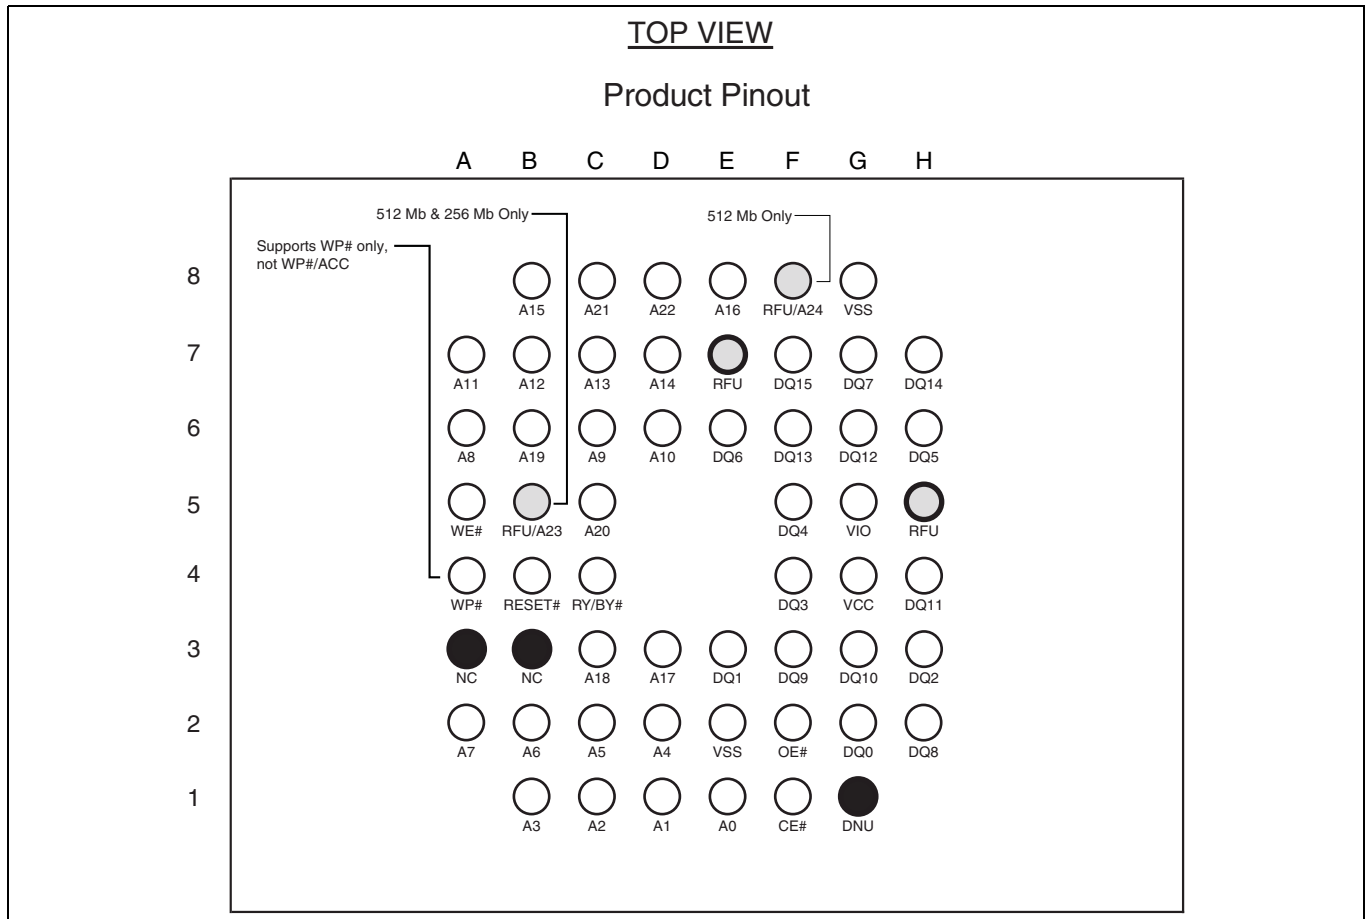 TOP VIEW
Product Pinout
A B C D E F G H
512 Mb & 256 Mb Only
512 Mb Only
Supports WP# only,
not WP#/ACC
8
A15 A21 A22 A16 RFU/A24 VSS
7
A11 A12 A13 A14 RFU DQ15 DQ7 DQ14
6
A8 A19 A9 A10 DQ6 DQ13 DQ12 DQ5
5
WE# RFU/A23 A20 DQ4 VIO RFU
4
WP# RESET# RY/BY# DQ3 VCC DQ11
3
NC NC A18 A17 DQ1 DQ9 DQ10 DQ2
2
A7 A6 A5 A4 VSS OE# DQ0 DQ8
1
A3 A2 A1 A0 CE# DNU